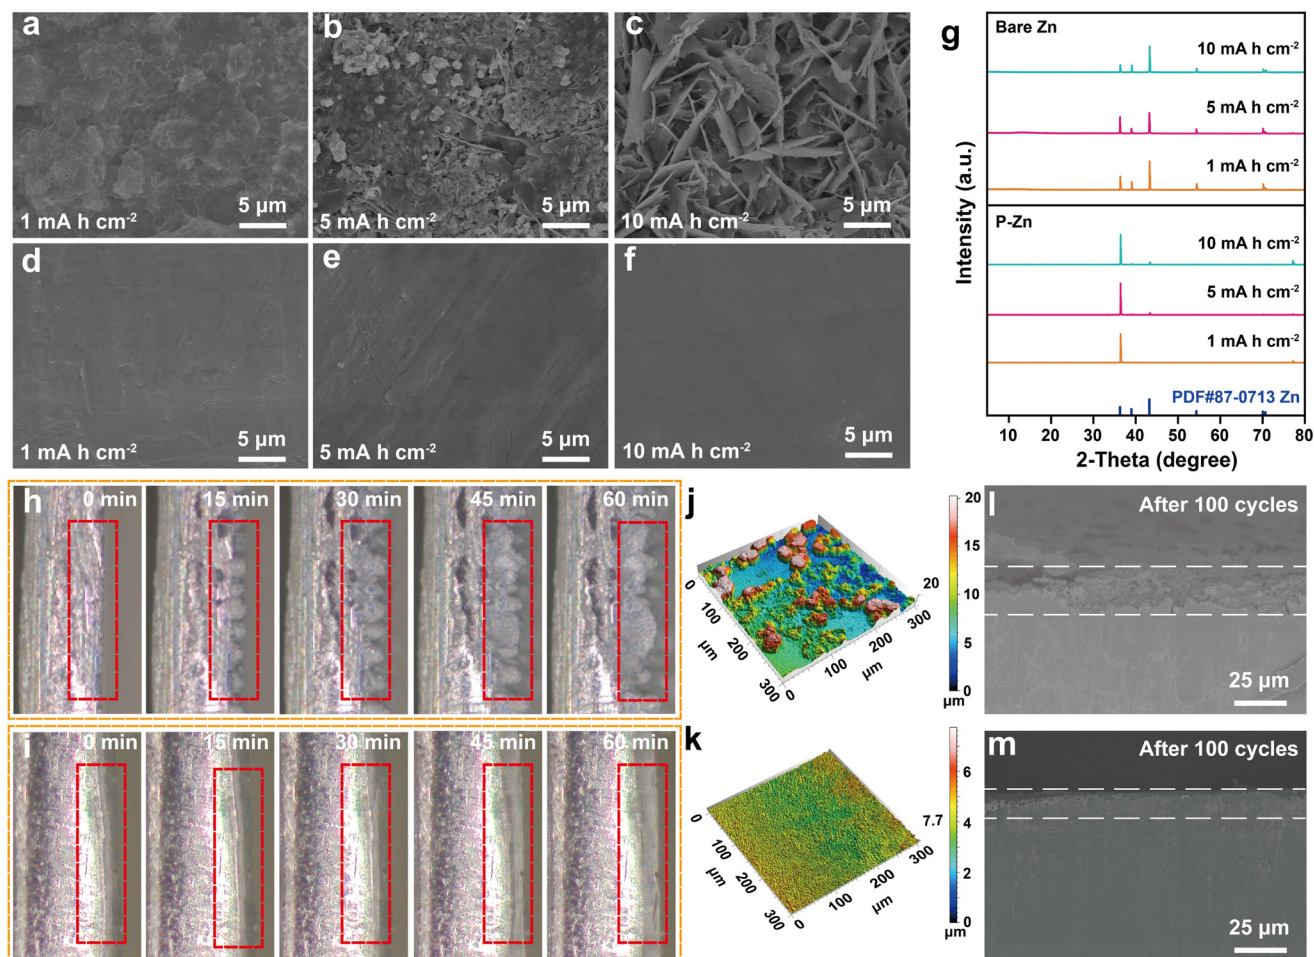 a
1 mA h cm-2
5 µm
b
5 mA h cm-2
5 µm
c
10 mA h cm-2
5 µm
d
1 mA h cm-2
5 µm
e
5 mA h cm-2
5 µm
f
10 mA h cm-2
5 µm
g
Bare Zn
10 mA h cm-2
5 mA h cm-2
1 mA h cm-2
P-Zn
10 mA h cm-2
5 mA h cm-2
1 mA h cm-2
PDF#87-0713 Zn
Intensity (a.u.)
10 20 30 40 50 60 70 80
2-Theta (degree)
h
0 min
15 min
30 min
45 min
60 min
i
0 min
15 min
30 min
45 min
60 min
j
0
100
200
300
µm
0
100
200
300
µm
20
20
15
10
5
0
µm
k
0
100
200
300
µm
0
100
200
300
µm
7.7
6
4
2
0
µm
l
After 100 cycles
25 µm
m
After 100 cycles
25 µm